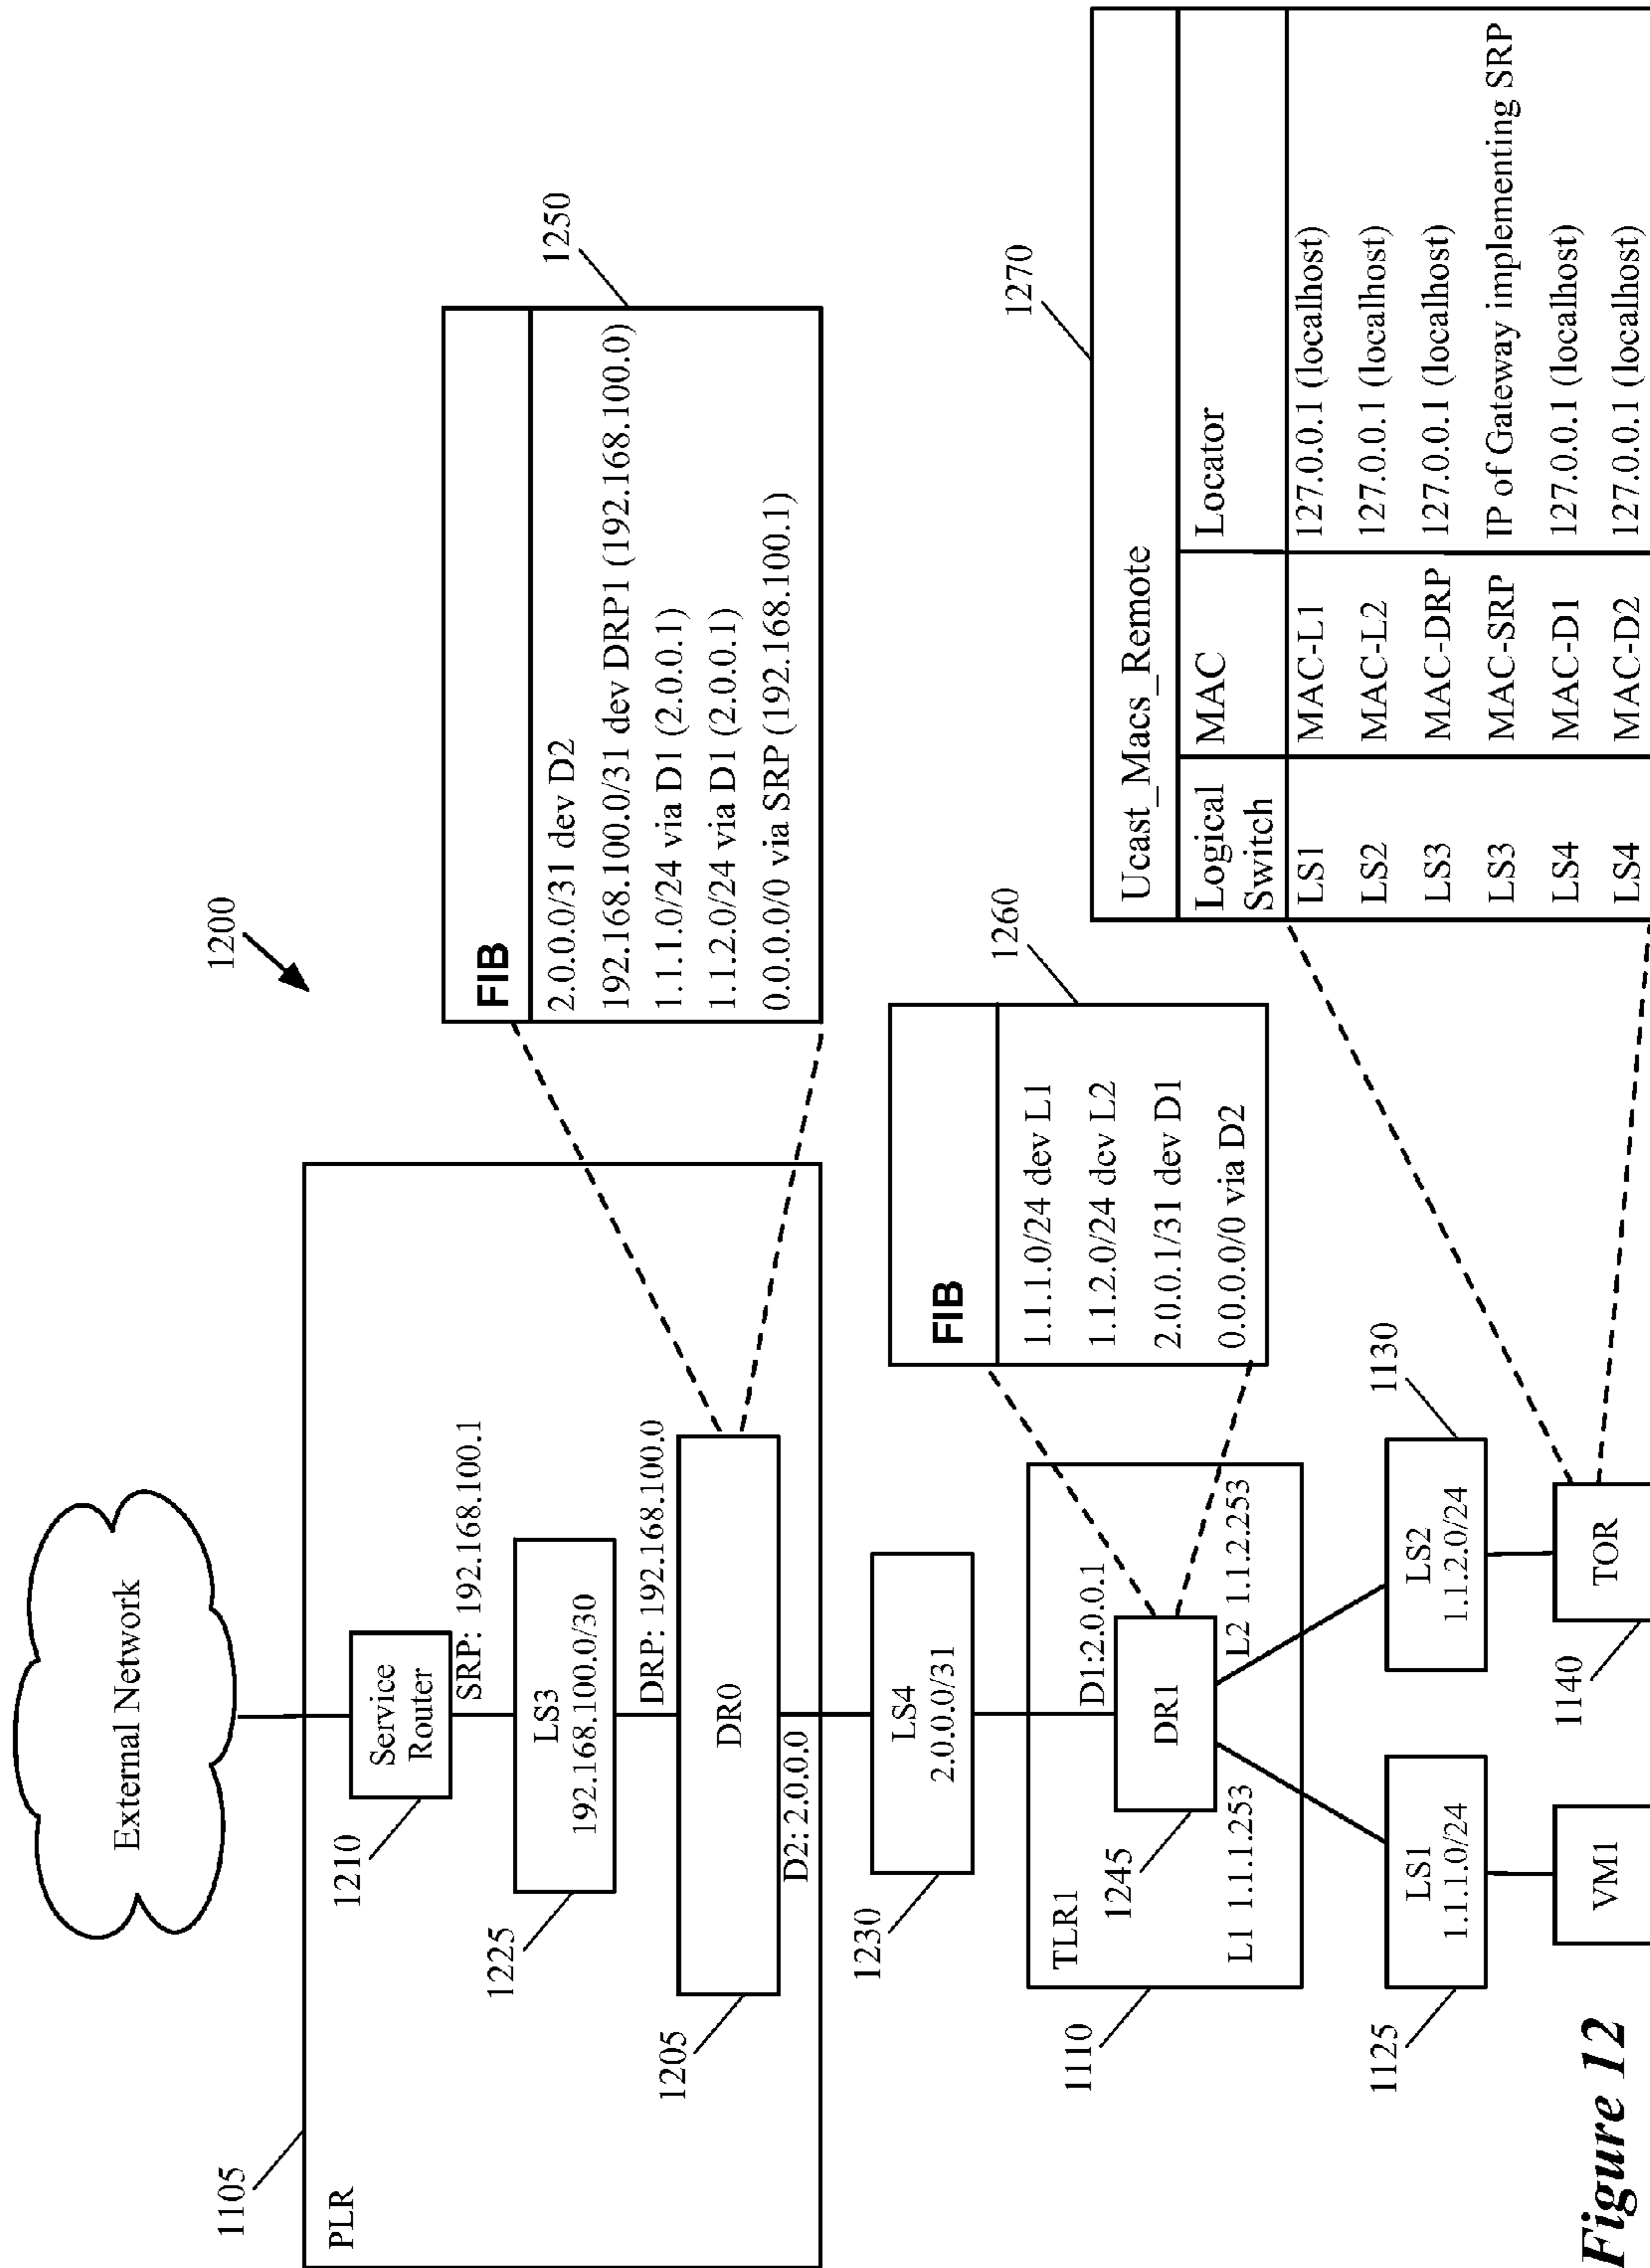 1200
External Network
1105
PLR
Service
Router
1210
SRP: 192.168.100.1
LS3
192.168.100.0/30
1225
DRP: 192.168.100.0
DR0
1205
D2: 2.0.0.0
1250
FIB
2.0.0.0/31 dev D2
192.168.100.0/31 dev DRP1 (192.168.100.0)
1.1.1.0/24 via D1 (2.0.0.1)
1.1.2.0/24 via D1 (2.0.0.1)
0.0.0.0/0 via SRP (192.168.100.1)
LS4
2.0.0.0/31
1230
TLR1
1110
D1:2.0.0.1
DR1
1245
L1 1.1.1.253
L2 1.1.2.253
1260
FIB
1.1.1.0/24 dev L1
1.1.2.0/24 dev L2
2.0.0.1/31 dev D1
0.0.0.0/0 via D2
LS1
1.1.1.0/24
1125
LS2
1.1.2.0/24
1130
VM1
TOR
1140
1270
Ucast_Macs_Remote
Logical Switch MAC Locator
LS1 MAC-L1 127.0.0.1 (localhost)
LS2 MAC-L2 127.0.0.1 (localhost)
LS3 MAC-DRP 127.0.0.1 (localhost)
LS3 MAC-SRP IP of Gateway implementing SRP
LS4 MAC-D1 127.0.0.1 (localhost)
LS4 MAC-D2 127.0.0.1 (localhost)
Figure 12